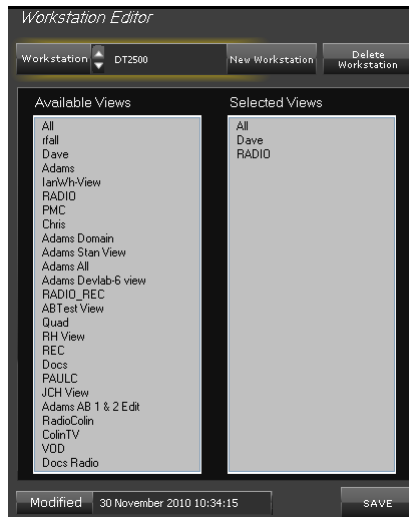 Workstation Editor
Workstation DT2500 New Workstation Delete Workstation
Available Views
All
rfall
Dave
Adams
IanWh-View
RADIO
PMC
Chris
Adams Domain
Adams Stan View
Adams All
Adams Devlab-6 view
RADIO_REC
ABTest View
Quad
RH View
REC
Docs
PAULC
JCH View
Adams AB 1 & 2 Edit
RadioColin
ColinTV
VOD
Docs Radio
Selected Views
All
Dave
RADIO
Modified 30 November 2010 10:34:15 SAVE